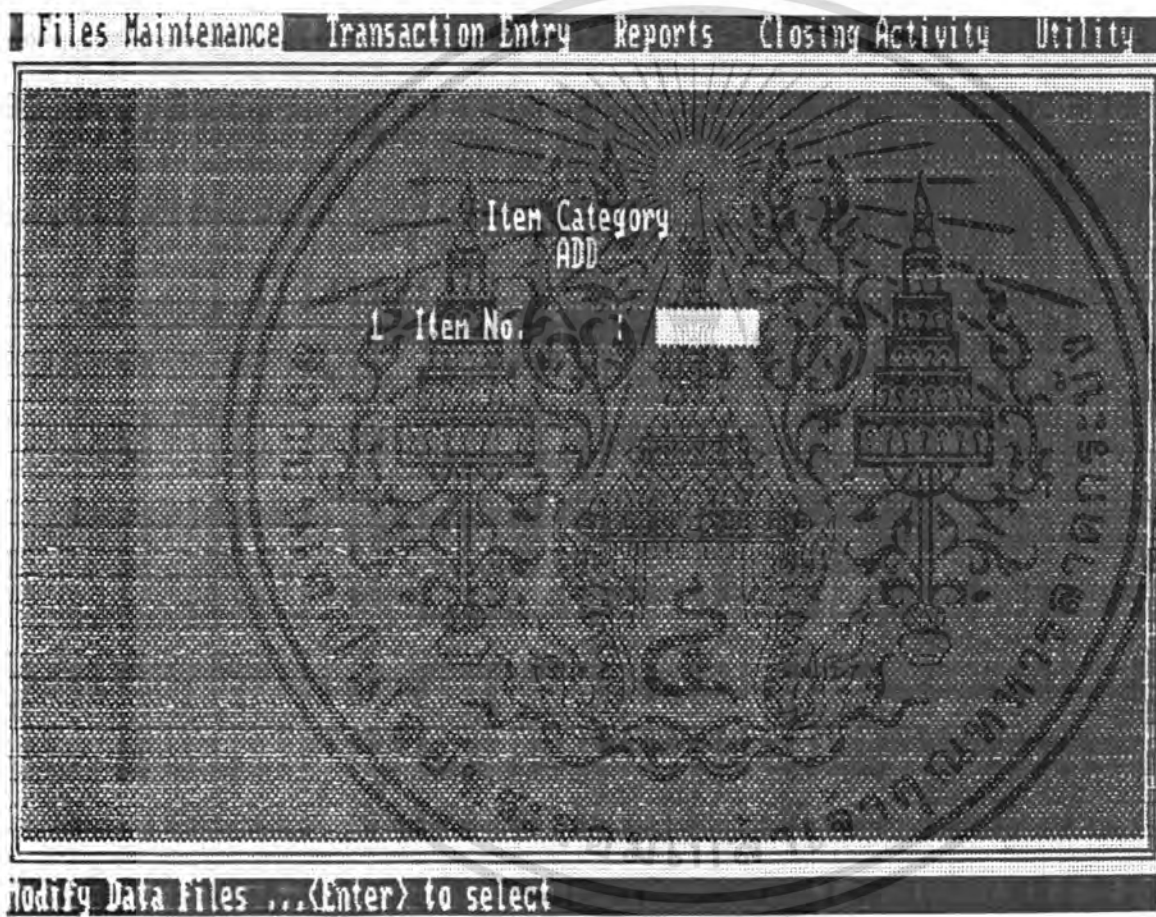 Files Maintenance Transaction Entry Reports Closing Activity Utility
Item Category
ADD
1 Item No. :
Modify Data Files ...<Enter> to select